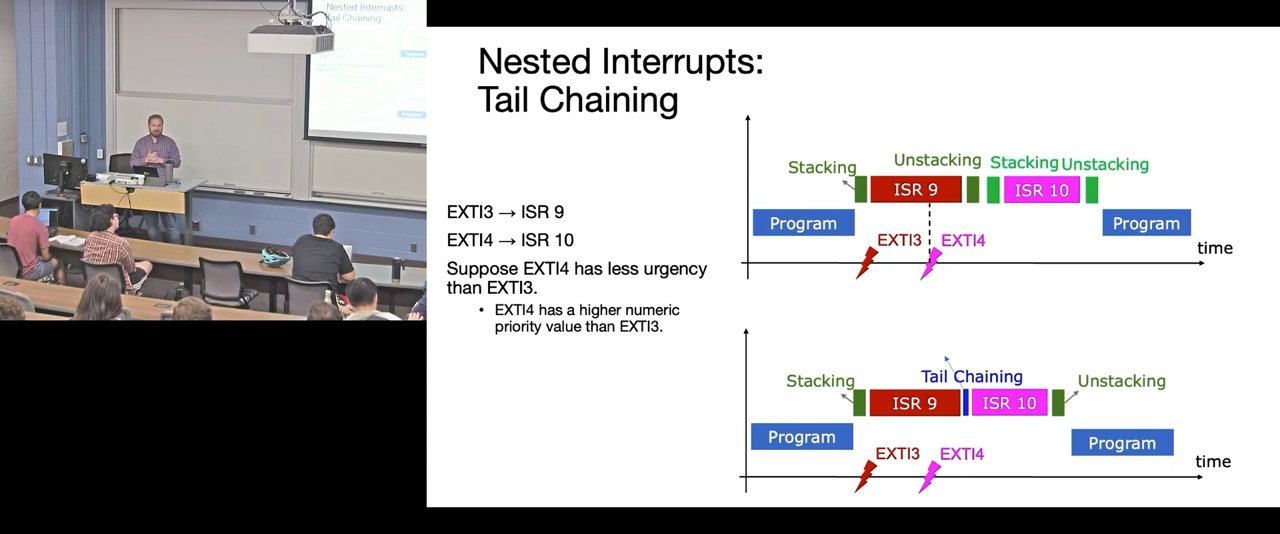 Nested Interrupts:
Tail Chaining
Program
Program
Nested Interrupts:
Tail Chaining
EXTI3 → ISR 9
EXTI4 → ISR 10
Suppose EXTI4 has less urgency
than EXTI3.
• EXTI4 has a higher numeric
priority value than EXTI3.
Stacking Unstacking Stacking Unstacking
ISR 9 ISR 10
Program Program
EXTI3 EXTI4
time
Stacking Tail Chaining Unstacking
ISR 9 ISR 10
Program Program
EXTI3 EXTI4
time